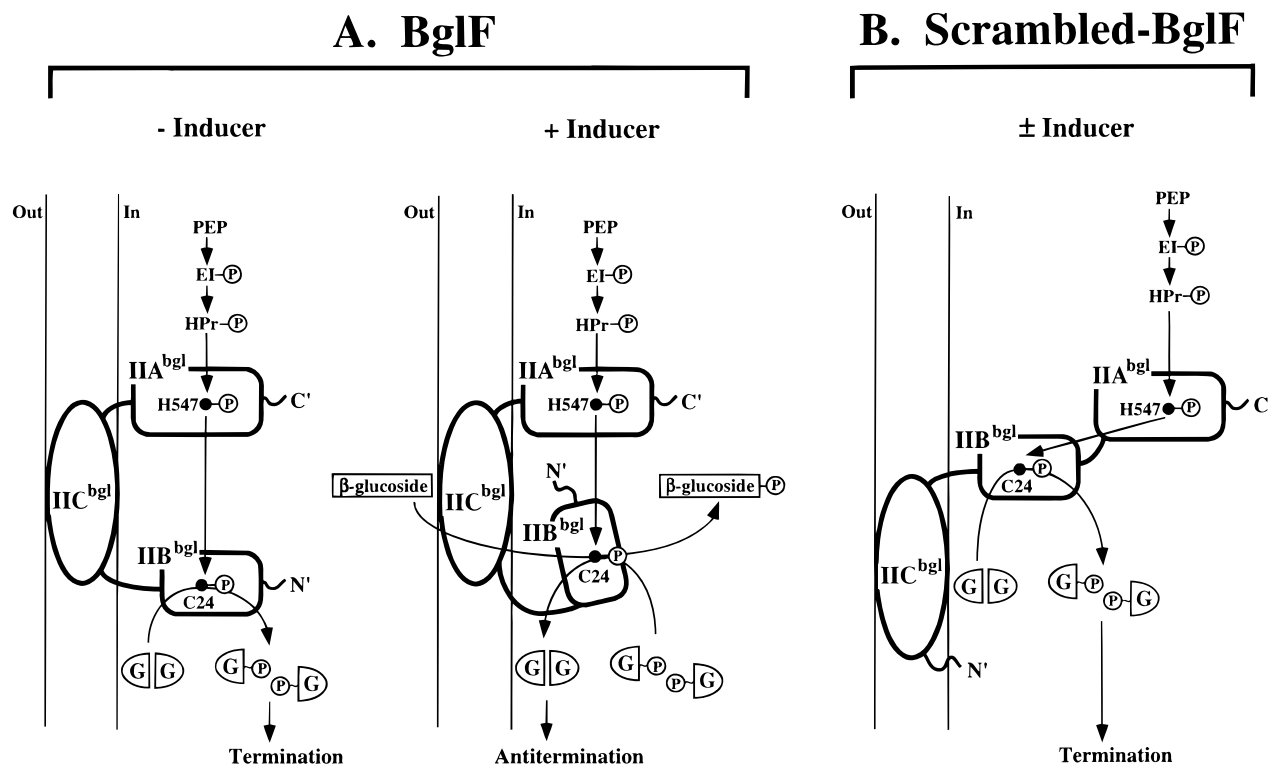 A. BglF
B. Scrambled-BglF
- Inducer
+ Inducer
± Inducer
Out
In
PEP
EI-P
HPr-P
IIA bgl
H547 P
C'
IIC bgl
IIB bgl
C24 P
N'
G G
G-P
P-G
Termination
Out
In
PEP
EI-P
HPr-P
IIA bgl
H547 P
C'
β-glucoside
IIC bgl
N'
IIB bgl
C24 P
β-glucoside-P
G G
G-P
P-G
Antitermination
Out
In
PEP
EI-P
HPr-P
IIA bgl
H547 P
C
IIB bgl
C24 P
IIC bgl
N'
G G
G-P
P-G
Termination